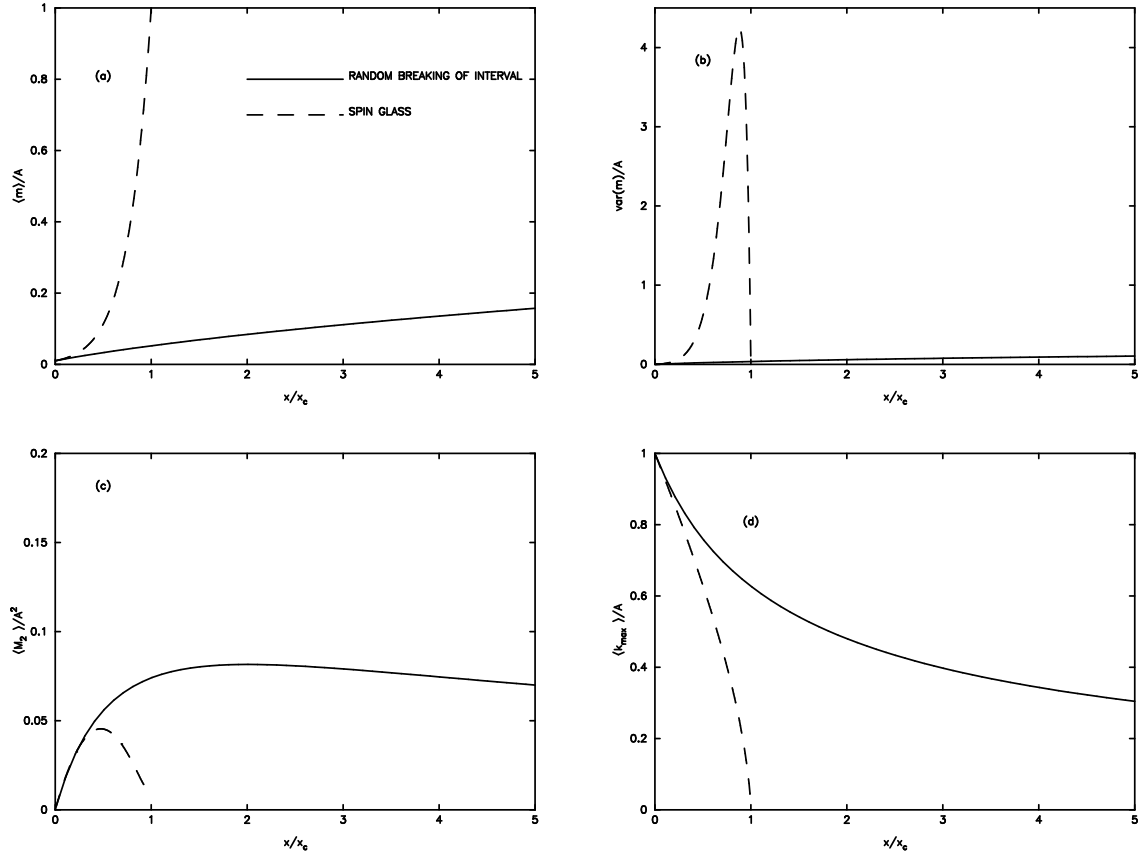 1
0.8
0.6
0.4
0.2
0
⟨m⟩/A
(a)
RANDOM BREAKING OF INTERVAL
SPIN GLASS
0 1 2 3 4 5
x/x_c
4
3
2
1
0
var(m)/A
(b)
0 1 2 3 4 5
x/x_c
0.2
0.15
0.1
0.05
0
⟨M_2⟩/A^2
(c)
0 1 2 3 4 5
x/x_c
1
0.8
0.6
0.4
0.2
0
⟨k_max⟩/A
(d)
0 1 2 3 4 5
x/x_c